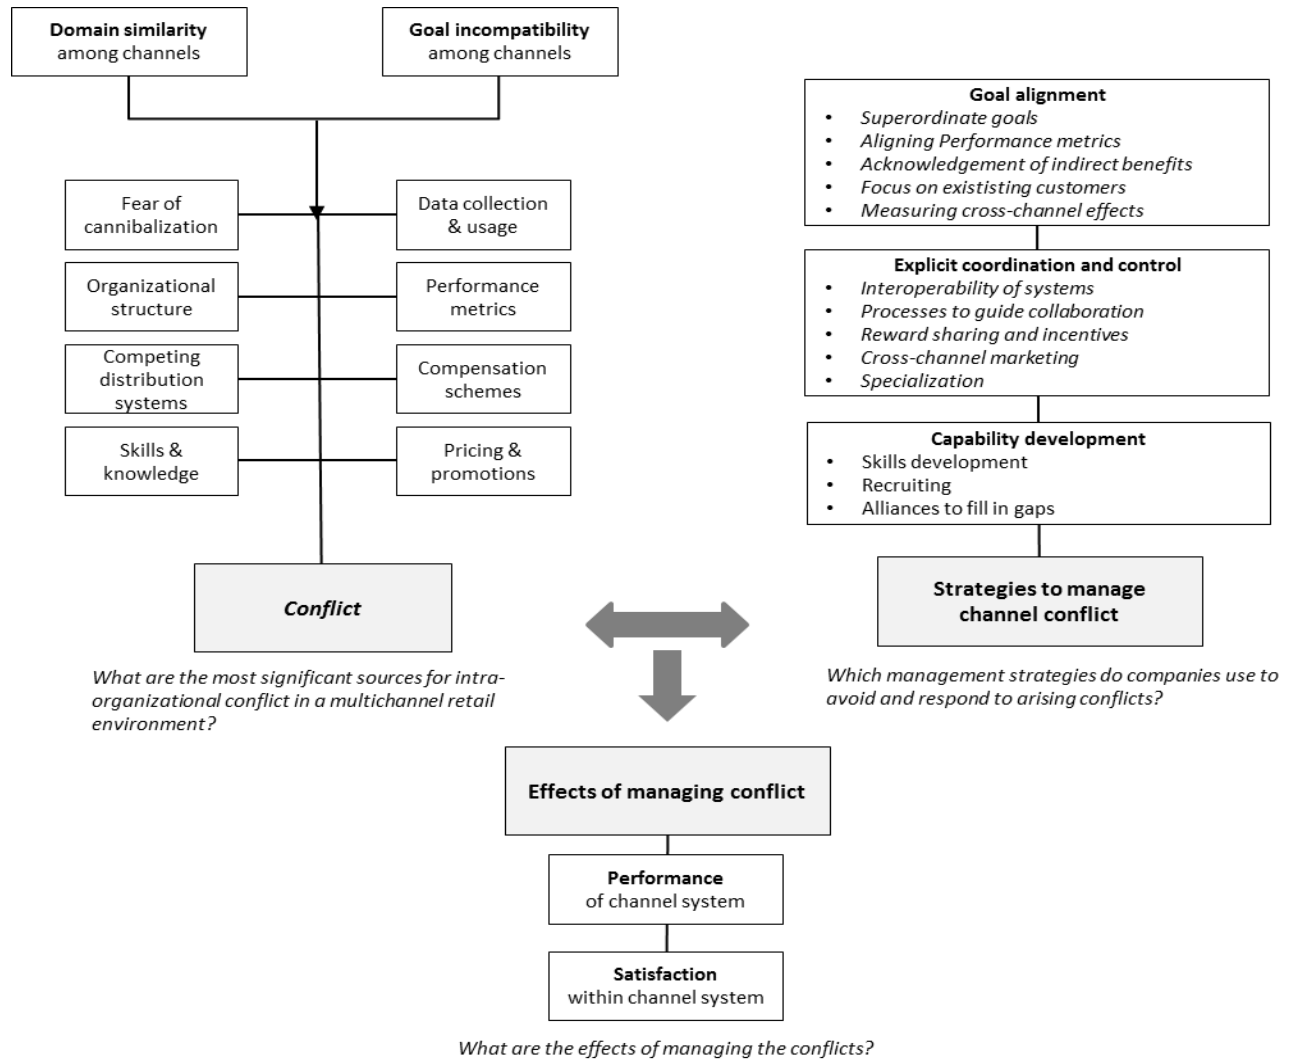 Domain similarity
among channels
Goal incompatibility
among channels
Fear of
cannibalization
Data collection
& usage
Organizational
structure
Performance
metrics
Competing
distribution
systems
Compensation
schemes
Skills &
knowledge
Pricing &
promotions
Conflict
What are the most significant sources for intra-
organizational conflict in a multichannel retail
environment?
Goal alignment
• Superordinate goals
• Aligning Performance metrics
• Acknowledgement of indirect benefits
• Focus on exististing customers
• Measuring cross-channel effects
Explicit coordination and control
• Interoperability of systems
• Processes to guide collaboration
• Reward sharing and incentives
• Cross-channel marketing
• Specialization
Capability development
• Skills development
• Recruiting
• Alliances to fill in gaps
Strategies to manage
channel conflict
Which management strategies do companies use to
avoid and respond to arising conflicts?
Effects of managing conflict
Performance
of channel system
Satisfaction
within channel system
What are the effects of managing the conflicts?